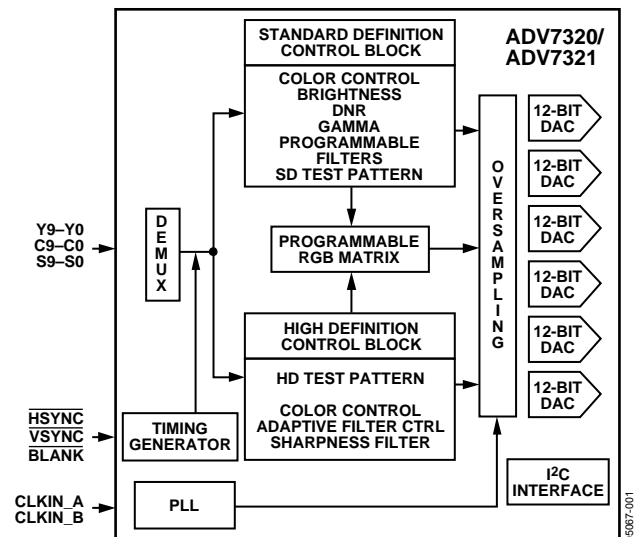 STANDARD DEFINITION
CONTROL BLOCK
ADV7320/
ADV7321
COLOR CONTROL
BRIGHTNESS
DNR
GAMMA
PROGRAMMABLE
FILTERS
SD TEST PATTERN
Y9–Y0
C9–C0
S9–S0
DEMUX
PROGRAMMABLE
RGB MATRIX
OVERSAMPLING
12-BIT
DAC
12-BIT
DAC
12-BIT
DAC
12-BIT
DAC
12-BIT
DAC
12-BIT
DAC
HIGH DEFINITION
CONTROL BLOCK
HD TEST PATTERN
COLOR CONTROL
ADAPTIVE FILTER CTRL
SHARPNESS FILTER
HSYNC
VSYNC
BLANK
TIMING
GENERATOR
CLKIN_A
CLKIN_B
PLL
I²C
INTERFACE
05067-001